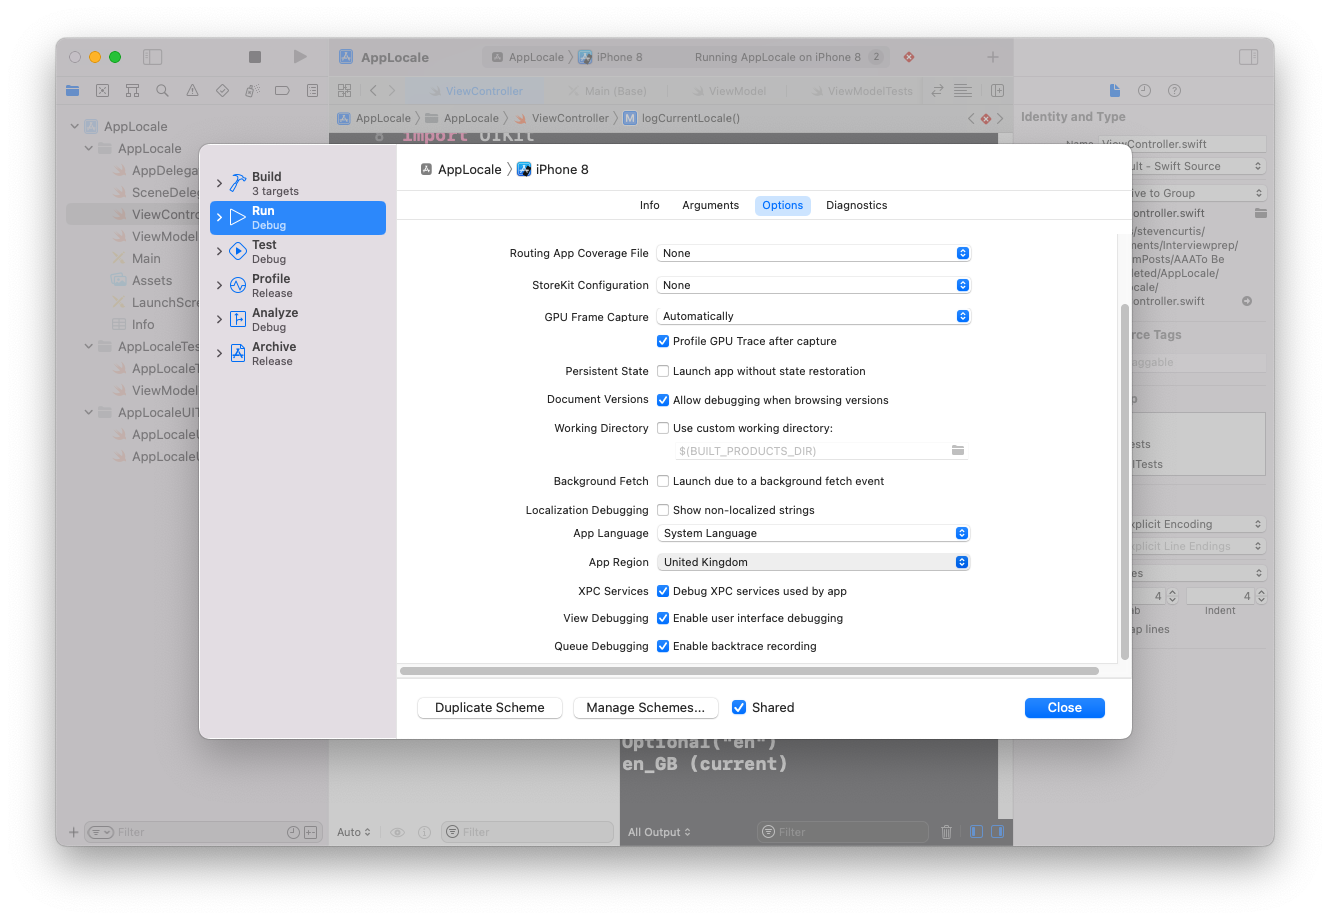 AppLocale
AppLocale
iPhone 8
Running AppLocale on iPhone 8
2
ViewController
Main (Base)
ViewModel
ViewModelTests
AppLocale
AppLocale
ViewController
M
logCurrentLocale()
8 import UIKit
AppLocale
AppLocale
AppDelega
SceneDeleg
ViewContro
ViewModel
Main
Assets
LaunchScre
Info
AppLocaleTes
AppLocaleT
ViewModel
AppLocaleUIT
AppLocaleU
AppLocaleU
Filter
Build
3 targets
Run
Debug
Test
Debug
Profile
Release
Analyze
Debug
Archive
Release
AppLocale
iPhone 8
Info
Arguments
Options
Diagnostics
Routing App Coverage File
None
StoreKit Configuration
None
GPU Frame Capture
Automatically
Profile GPU Trace after capture
Persistent State
Launch app without state restoration
Document Versions
Allow debugging when browsing versions
Working Directory
Use custom working directory:
$(BUILT_PRODUCTS_DIR)
Background Fetch
Launch due to a background fetch event
Localization Debugging
Show non-localized strings
App Language
System Language
App Region
United Kingdom
XPC Services
Debug XPC services used by app
View Debugging
Enable user interface debugging
Queue Debugging
Enable backtrace recording
Duplicate Scheme
Manage Schemes...
Shared
Close
Optional("en")
en_GB (current)
Auto
Filter
All Output
Filter
Identity and Type
Name
ViewController.swift
ult - Swift Source
ive to Group
ontroller.swift
/stevencurtis/
ments/Interviewprep/
mPosts/AAATo Be
leted/AppLocale/
ocale/
ontroller.swift
rce Tags
aggable
p
ests
lTests
xplicit Encoding
xplicit Line Endings
es
4
4
ab
Indent
ap lines